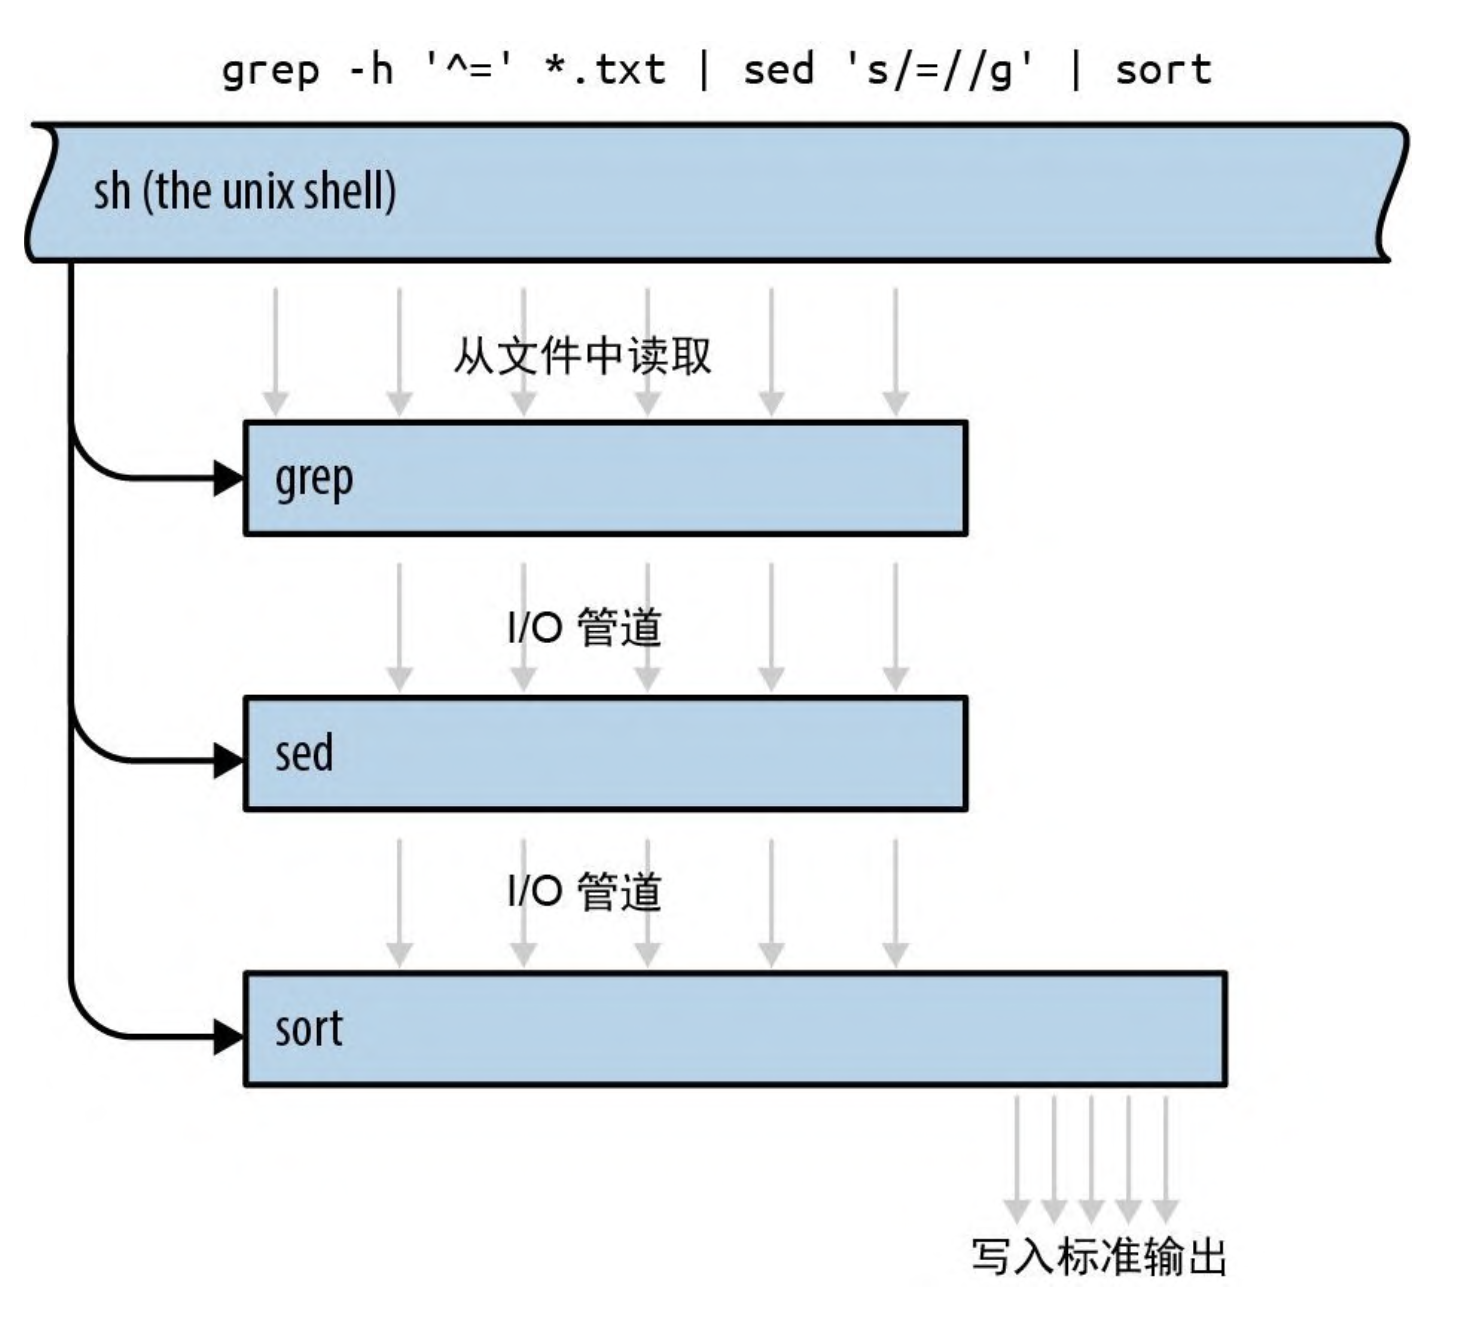 grep -h '^=' *.txt | sed 's/=//g' | sort
sh (the unix shell)
从文件中读取
grep
I/O 管道
sed
I/O 管道
sort
写入标准输出